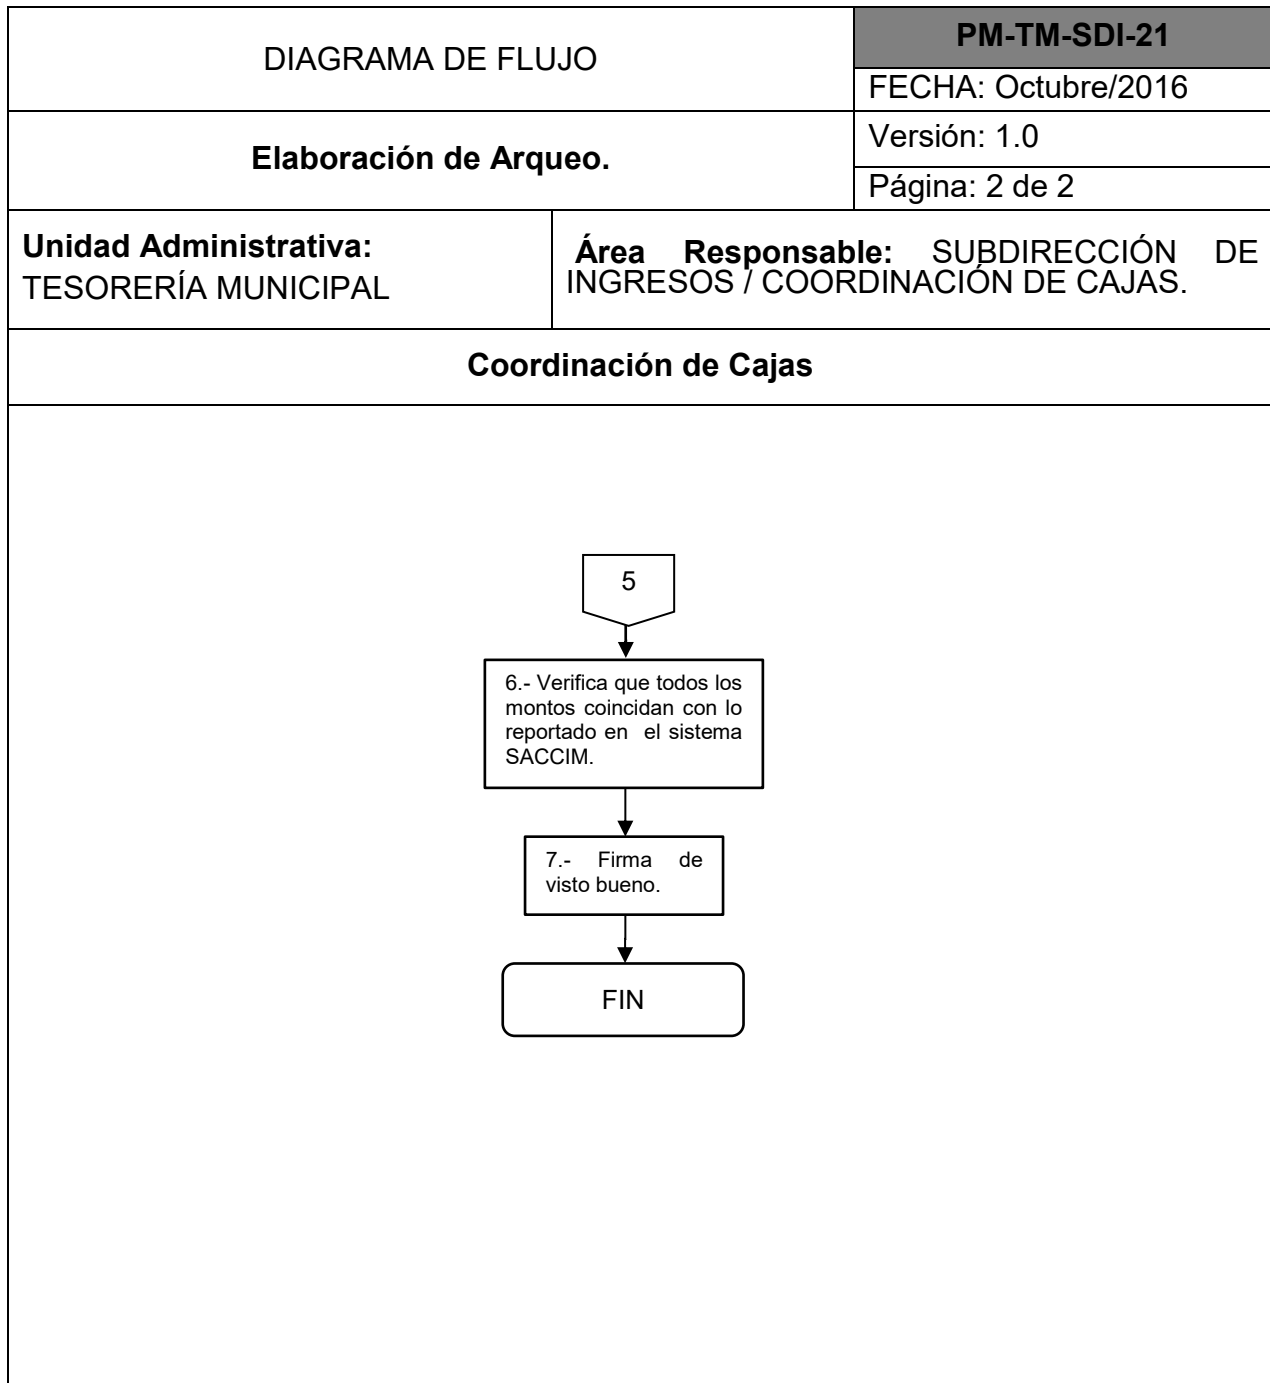 DIAGRAMA DE FLUJO
PM-TM-SDI-21
FECHA: Octubre/2016
Elaboración de Arqueo.
Versión: 1.0
Página: 2 de 2
Unidad Administrativa:
TESORERÍA MUNICIPAL
Área Responsable: SUBDIRECCIÓN DE
INGRESOS / COORDINACIÓN DE CAJAS.
Coordinación de Cajas
5
6.- Verifica que todos los
montos coincidan con lo
reportado en el sistema
SACCIM.
7.- Firma de
visto bueno.
FIN